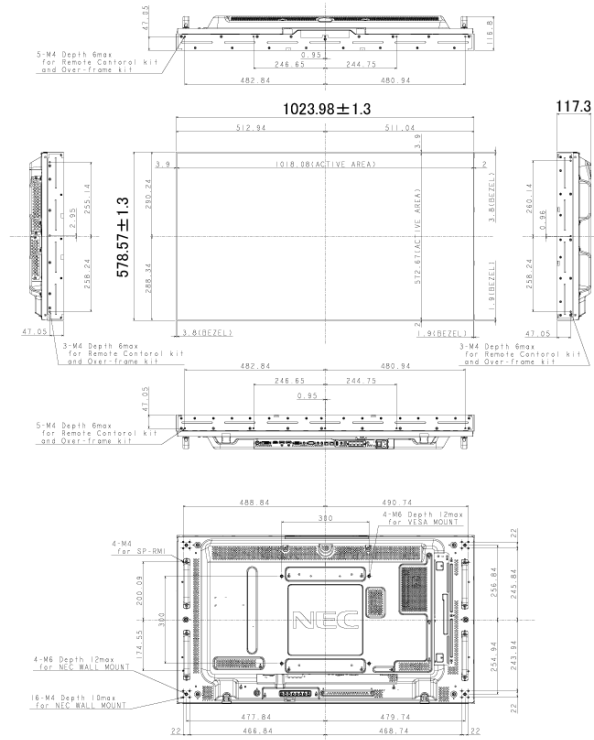 47.05
116.8
5-M4 Depth 6max
for Remote Contorol kit
and Over-frame kit
0.95
246.65
244.75
482.84
480.94
1023.98±1.3
117.3
512.94
511.04
3.9
3.9
1018.08(ACTIVE AREA)
2
578.57±1.3
290.24
288.34
572.67(ACTIVE AREA)
3.8(BEZEL)
1.9(BEZEL)
2
3.8(BEZEL)
1.9(BEZEL)
255.14
2.95
258.24
47.05
260.14
0.96
258.24
47.05
3-M4 Depth 6max
for Remote Contorol kit
and Over-frame kit
3-M4 Depth 6max
for Remote Contorol kit
and Over-frame kit
482.84
480.94
246.65
244.75
0.95
47.05
5-M4 Depth 6max
for Remote Contorol kit
and Over-frame kit
488.84
490.74
300
4-M6 Depth 12max
for VESA MOUNT
22
4-M4
for SP-RM1
200.09
300
174.55
256.84
245.84
254.94
243.94
NEC
4-M6 Depth 12max
for NEC WALL MOUNT
16-M4 Depth 10max
for NEC WALL MOUNT
22
477.84
479.74
22
466.84
468.74
22